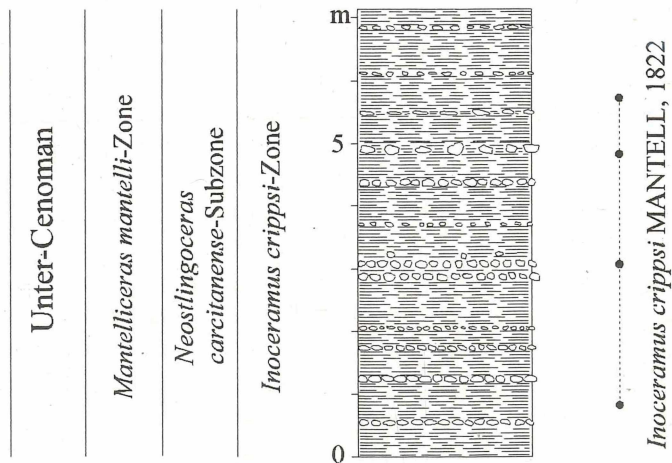 Unter-Cenoman
Mantelliceras mantelli-Zone
Neostlingoceras
carcitanense-Subzone
Inoceramus crippsi-Zone
m
5
0
Inoceramus crippsi MANTELL, 1822